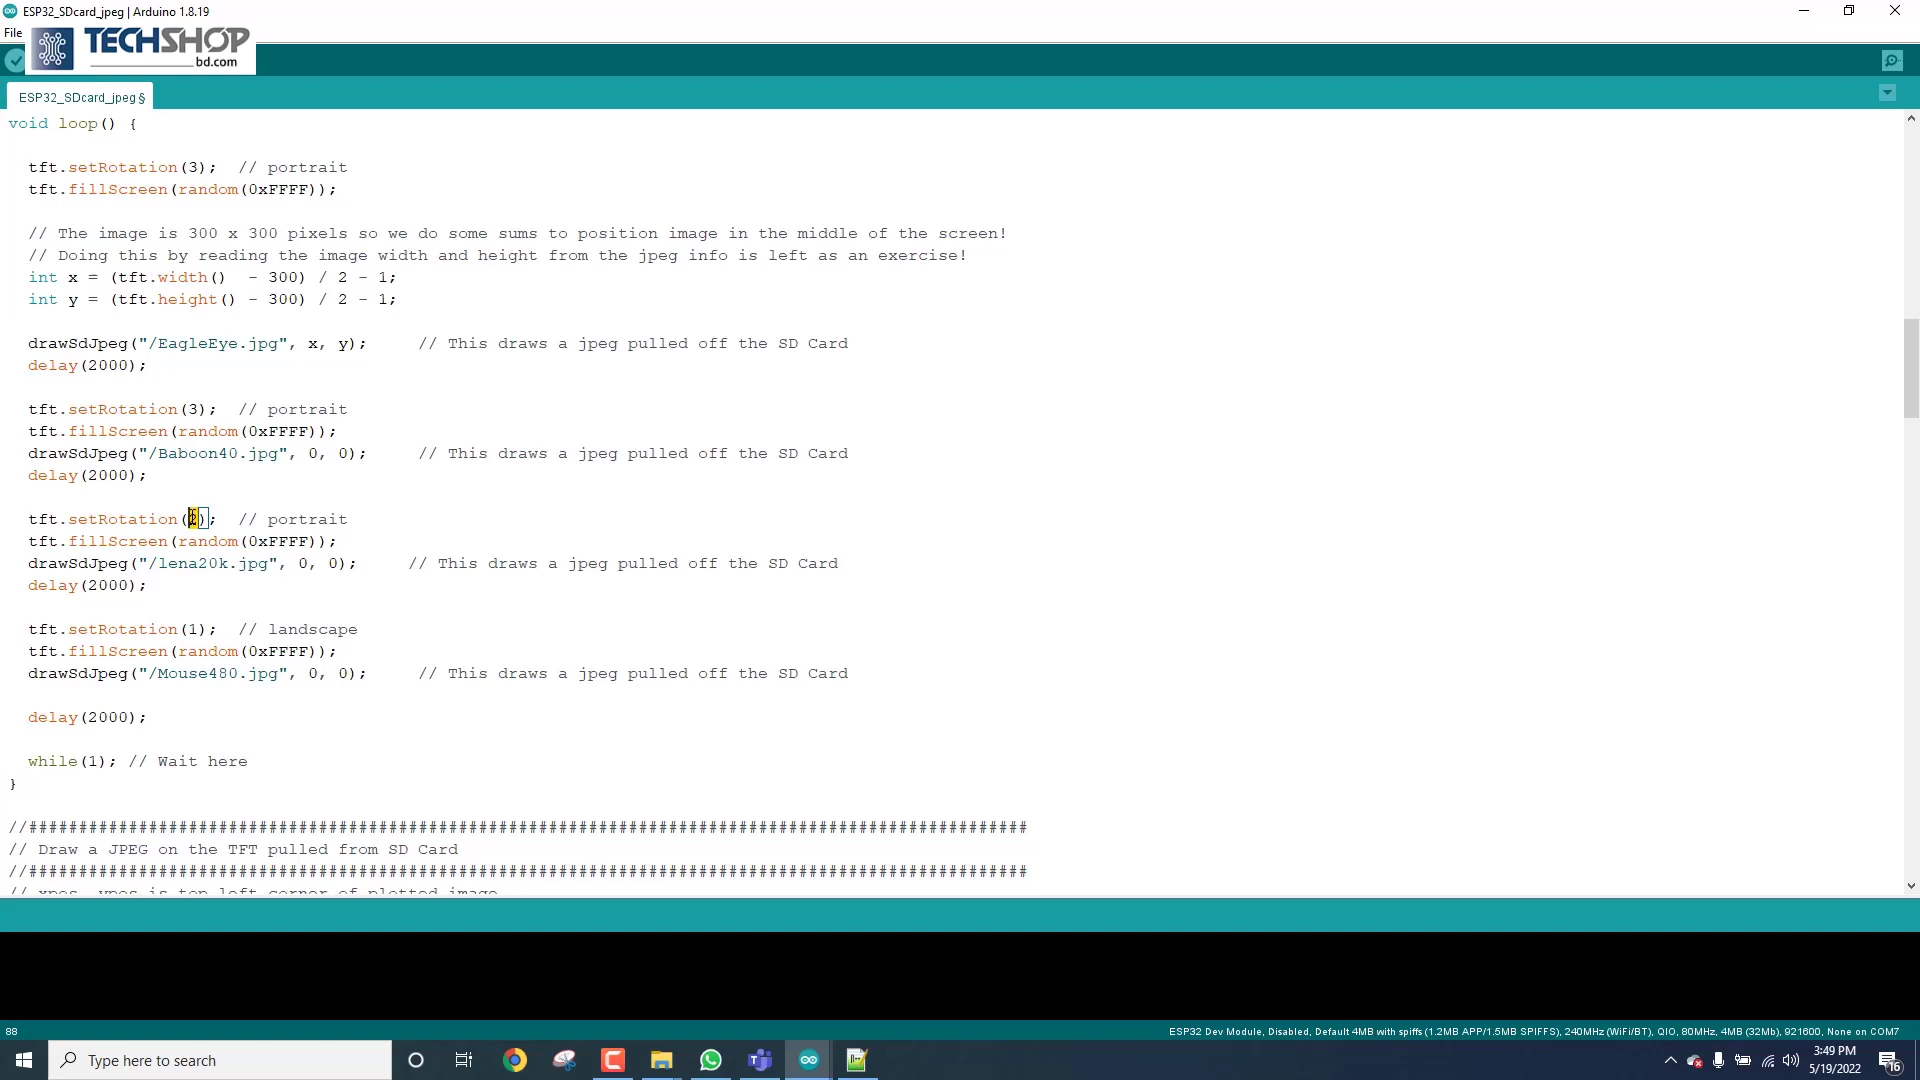 ESP32_SDcard_jpeg | Arduino 1.8.19
File
TECHSHOP
bd.com
ESP32_SDcard_jpeg §
void loop() {
tft.setRotation(3);  // portrait
tft.fillScreen(random(0xFFFF));
// The image is 300 x 300 pixels so we do some sums to position image in the middle of the screen!
// Doing this by reading the image width and height from the jpeg info is left as an exercise!
int x = (tft.width()  - 300) / 2 - 1;
int y = (tft.height() - 300) / 2 - 1;
drawSdJpeg("/EagleEye.jpg", x, y);     // This draws a jpeg pulled off the SD Card
delay(2000);
tft.setRotation(3);  // portrait
tft.fillScreen(random(0xFFFF));
drawSdJpeg("/Baboon40.jpg", 0, 0);     // This draws a jpeg pulled off the SD Card
delay(2000);
tft.setRotation(2);  // portrait
tft.fillScreen(random(0xFFFF));
drawSdJpeg("/lena20k.jpg", 0, 0);     // This draws a jpeg pulled off the SD Card
delay(2000);
tft.setRotation(1);  // landscape
tft.fillScreen(random(0xFFFF));
drawSdJpeg("/Mouse480.jpg", 0, 0);     // This draws a jpeg pulled off the SD Card
delay(2000);
while(1); // Wait here
}
//####################################################################################################
// Draw a JPEG on the TFT pulled from SD Card
//####################################################################################################
// xpos, ypos is top left corner of plotted image
88
ESP32 Dev Module, Disabled, Default 4MB with spiffs (1.2MB APP/1.5MB SPIFFS), 240MHz (WiFi/BT), QIO, 80MHz, 4MB (32Mb), 921600, None on COM7
Type here to search
3:49 PM
5/19/2022
16